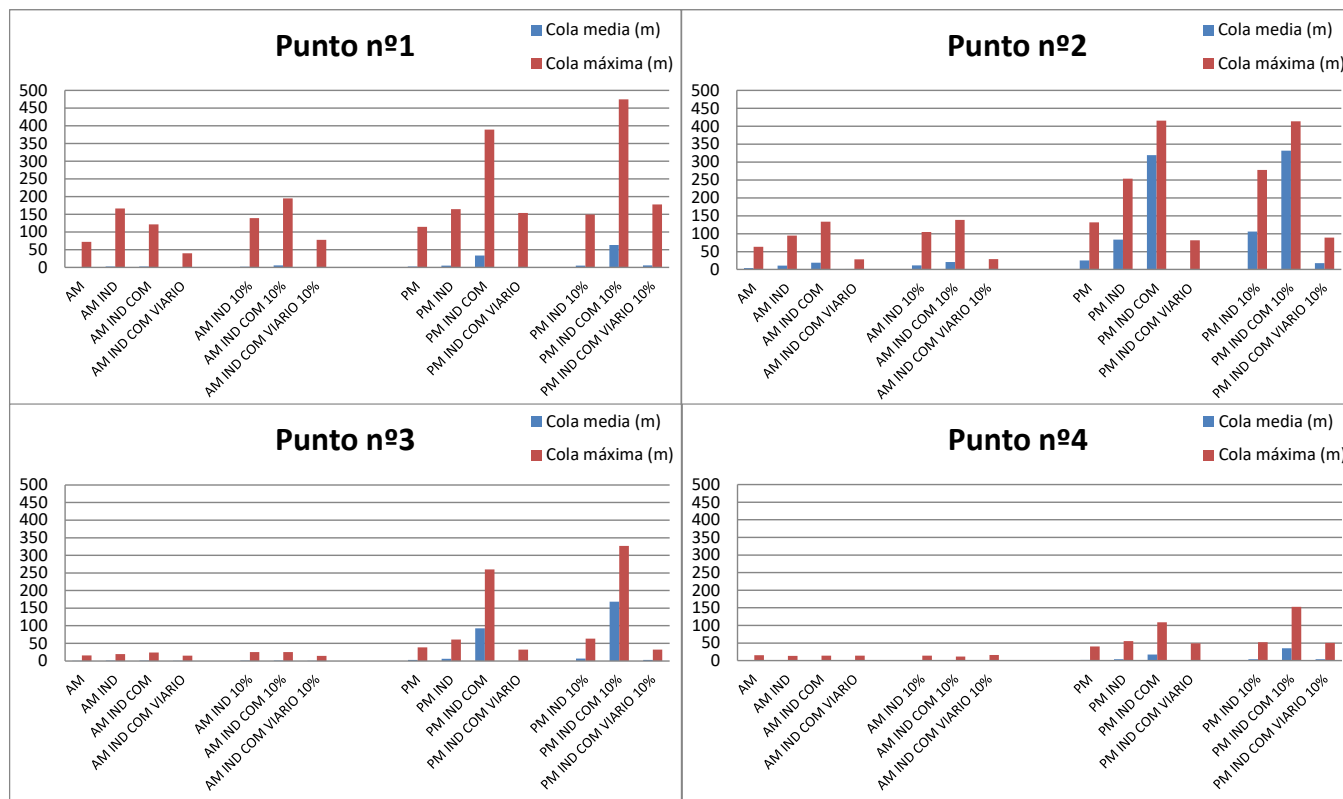 Punto nº1
Cola media (m)
Cola máxima (m)
500
450
400
350
300
250
200
150
100
50
0
AM
AM IND
AM IND COM
AM IND COM VIARIO
AM IND 10%
AM IND COM 10%
AM IND COM VIARIO 10%
PM
PM IND
PM IND COM
PM IND COM VIARIO
PM IND 10%
PM IND COM 10%
PM IND COM VIARIO 10%
Punto nº2
Cola media (m)
Cola máxima (m)
500
450
400
350
300
250
200
150
100
50
0
AM
AM IND
AM IND COM
AM IND COM VIARIO
AM IND 10%
AM IND COM 10%
AM IND COM VIARIO 10%
PM
PM IND
PM IND COM
PM IND COM VIARIO
PM IND 10%
PM IND COM 10%
PM IND COM VIARIO 10%
Punto nº3
Cola media (m)
Cola máxima (m)
500
450
400
350
300
250
200
150
100
50
0
AM
AM IND
AM IND COM
AM IND COM VIARIO
AM IND 10%
AM IND COM 10%
AM IND COM VIARIO 10%
PM
PM IND
PM IND COM
PM IND COM VIARIO
PM IND 10%
PM IND COM 10%
PM IND COM VIARIO 10%
Punto nº4
Cola media (m)
Cola máxima (m)
500
450
400
350
300
250
200
150
100
50
0
AM
AM IND
AM IND COM
AM IND COM VIARIO
AM IND 10%
AM IND COM 10%
AM IND COM VIARIO 10%
PM
PM IND
PM IND COM
PM IND COM VIARIO
PM IND 10%
PM IND COM 10%
PM IND COM VIARIO 10%